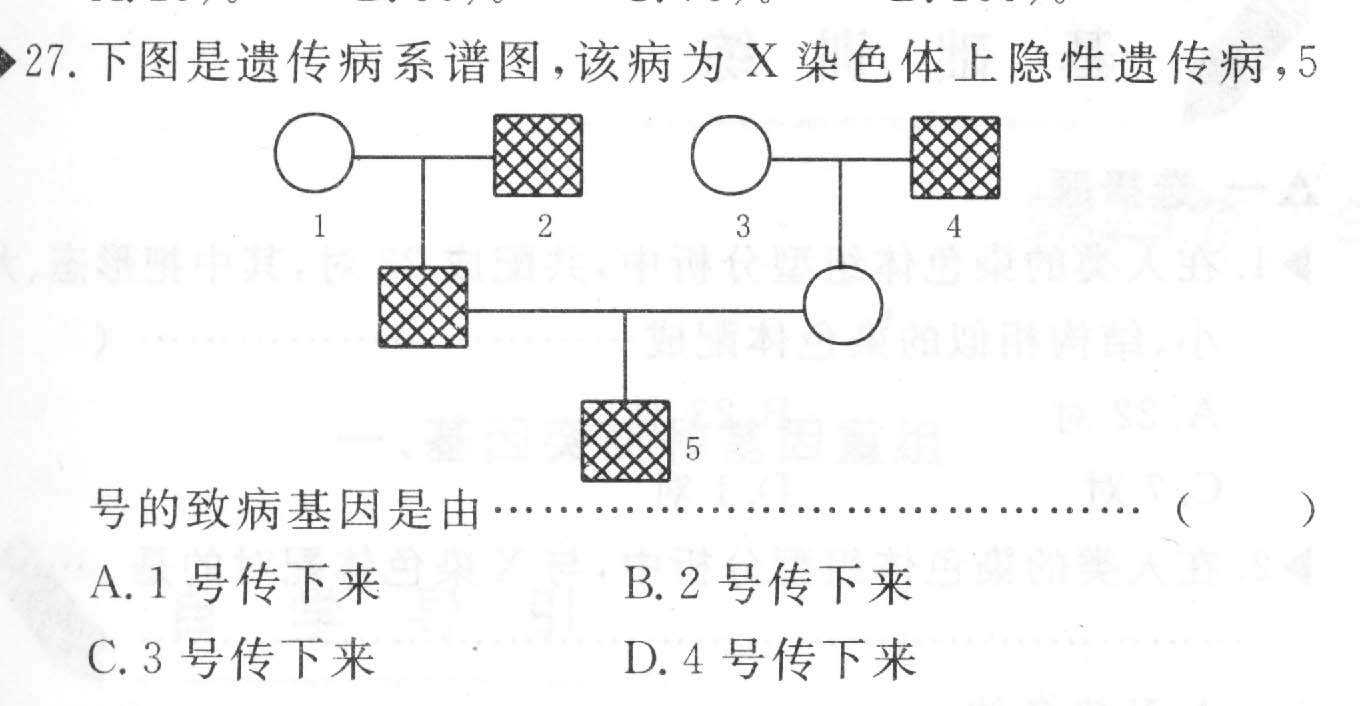 27. 下图是遗传病系谱图,该病为 X 染色体上隐性遗传病,5
1 2 3 4
5
号的致病基因是由…………………………………… ( )
A. 1 号传下来 B. 2 号传下来
C. 3 号传下来 D. 4 号传下来